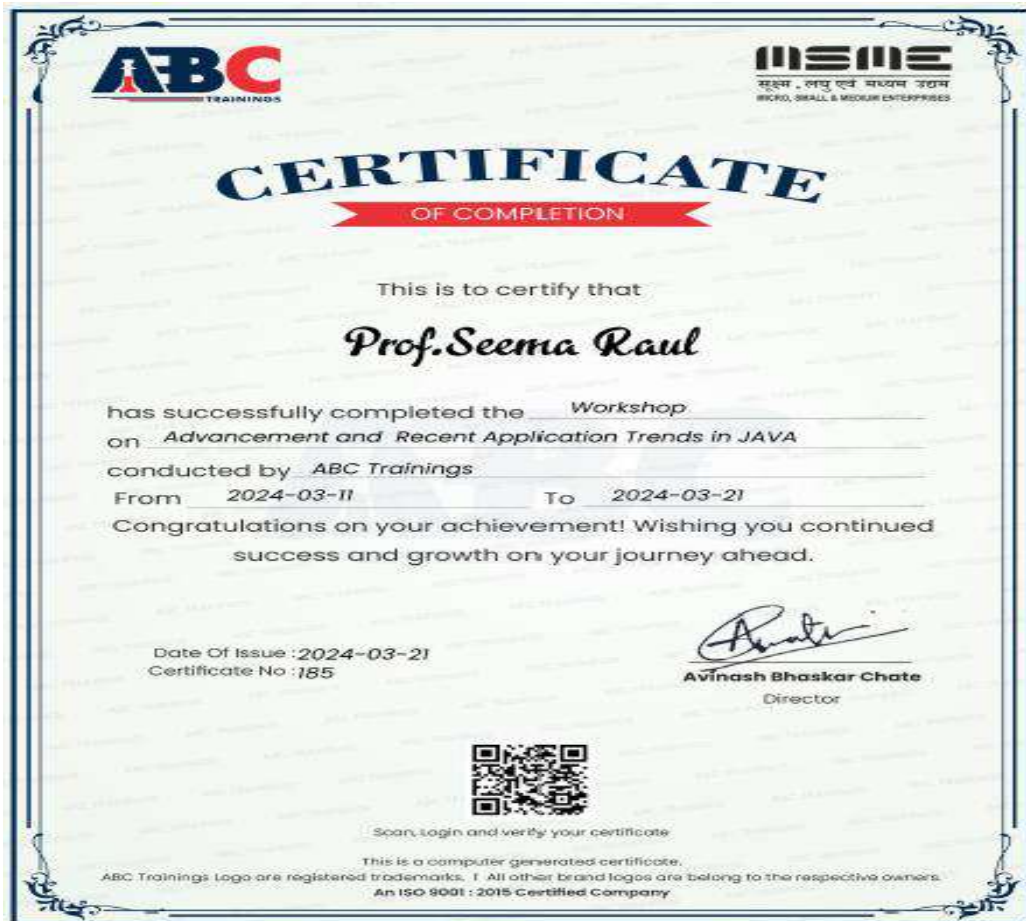 ABC
TRAININGS
MSME
सूक्ष्म, लघु एवं मध्यम उद्यम
MICRO, SMALL & MEDIUM ENTERPRISES
CERTIFICATE
OF COMPLETION
This is to certify that
Prof.Seema Raul
has successfully completed the Workshop
on Advancement and Recent Application Trends in JAVA
conducted by ABC Trainings
From 2024-03-11 To 2024-03-21
Congratulations on your achievement! Wishing you continued
success and growth on your journey ahead.
Date Of Issue :2024-03-21
Certificate No :185
Avinash Bhaskar Chate
Director
Scan, Login and verify your certificate
This is a computer generated certificate.
ABC Trainings Logo are registered trademarks. I All other brand logos are belong to the respective owners.
An ISO 9001 : 2015 Certified Company